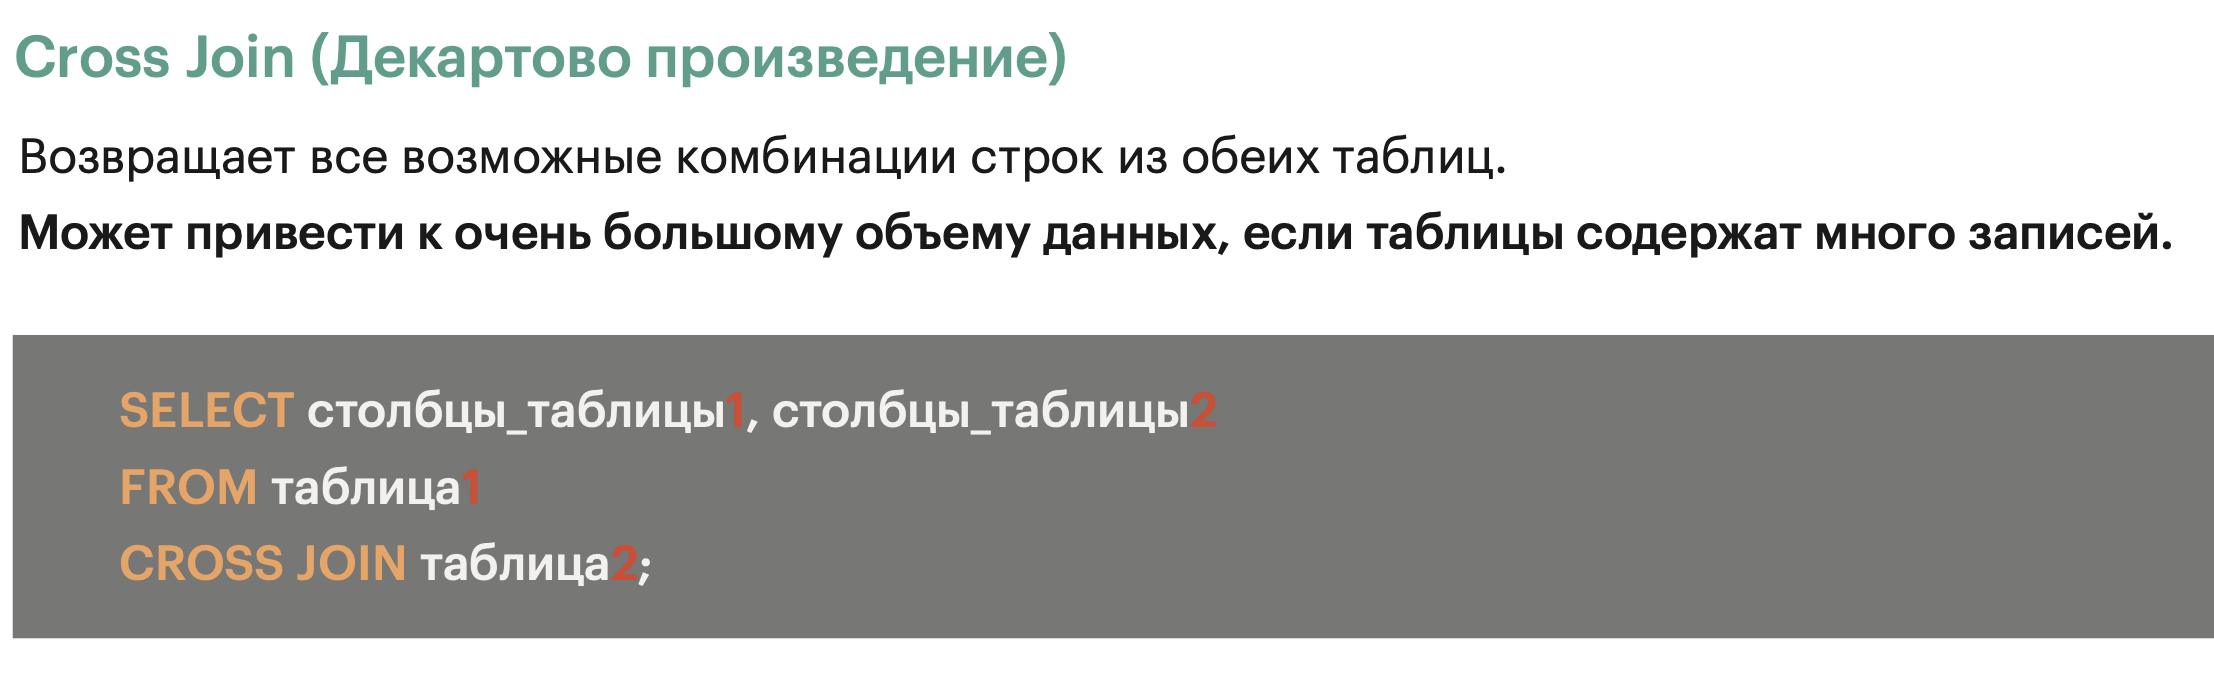 Cross Join (Декартово произведение)
Возвращает все возможные комбинации строк из обеих таблиц.
Может привести к очень большому объему данных, если таблицы содержат много записей.
SELECT столбцы_таблицы1, столбцы_таблицы2
FROM таблица1
CROSS JOIN таблица2;